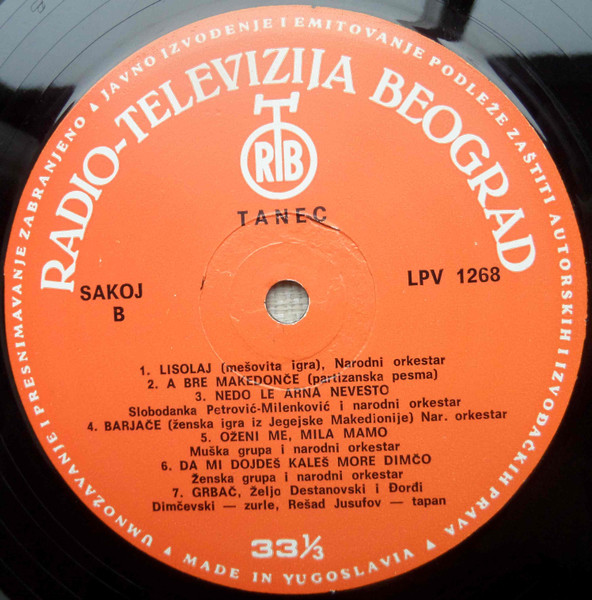 UMNOŽAVANJE I PRESNIMAVANJE ZABRANJENO ▲ JAVNO IZVOĐENJE I EMITOVANJE PODLEŽE ZAŠTITI AUTORSKIH I IZVOĐAČKIH PRAVA ▲
RADIO-TELEVIZIJA BEOGRAD
RTB
TANEC
SAKOJ
B
LPV 1268
1. LISOLAJ (mešovita igra), Narodni orkestar
2. A BRE MAKEDONČE (partizanska pesma)
3. NEDO LE ARNA NEVESTO
Slobodanka Petrović-Milenković i narodni orkestar
4. BARJAČE (ženska igra iz Jegejske Makedionije) Nar. orkestar
5. OŽENI ME, MILA MAMO
Muška grupa i narodni orkestar
6. DA MI DOJDEŠ KALEŠ MORE DIMČO
Ženska grupa i narodni orkestar
7. GRBAČ, Željo Destanovski i Đorđi
Dimčevski — zurle, Rešad Jusufov — tapan
33⅓
MADE IN YUGOSLAVIA ▲